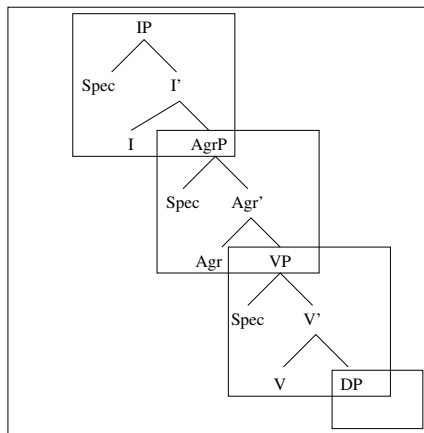 IP
Spec I'
I AgrP
Spec Agr'
Agr VP
Spec V'
V DP